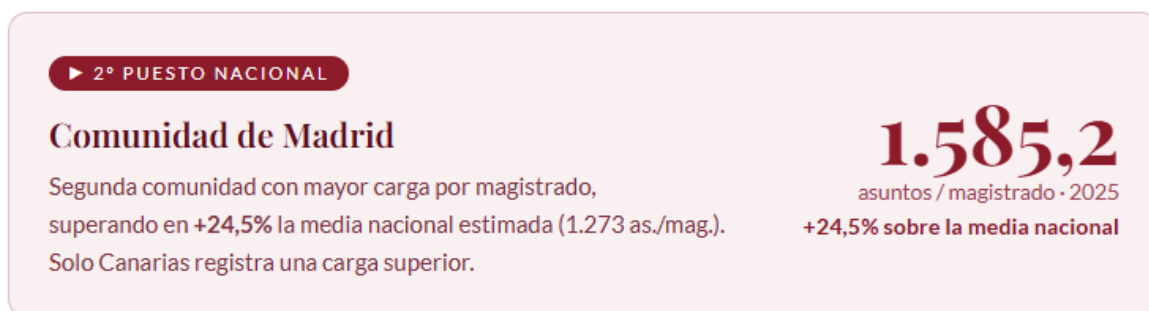 ▶ 2º PUESTO NACIONAL
Comunidad de Madrid
Segunda comunidad con mayor carga por magistrado,
superando en +24,5% la media nacional estimada (1.273 as./mag.).
Solo Canarias registra una carga superior.
1.585,2
asuntos / magistrado · 2025
+24,5% sobre la media nacional